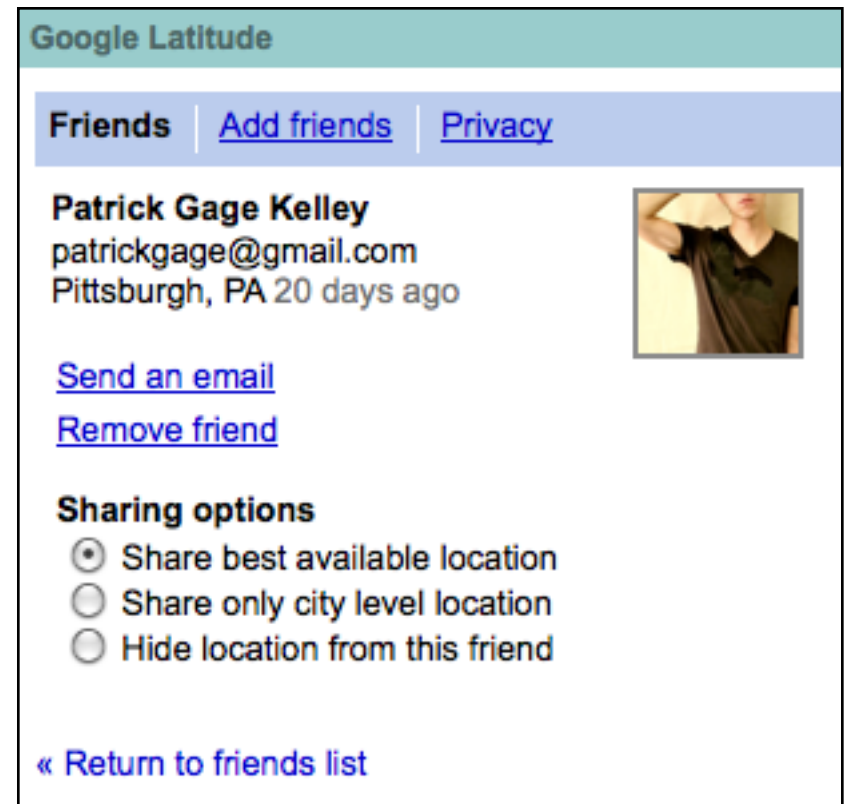 Google Latitude
Friends Add friends Privacy
Patrick Gage Kelley
patrickgage@gmail.com
Pittsburgh, PA 20 days ago
Send an email
Remove friend
Sharing options
Share best available location
Share only city level location
Hide location from this friend
« Return to friends list